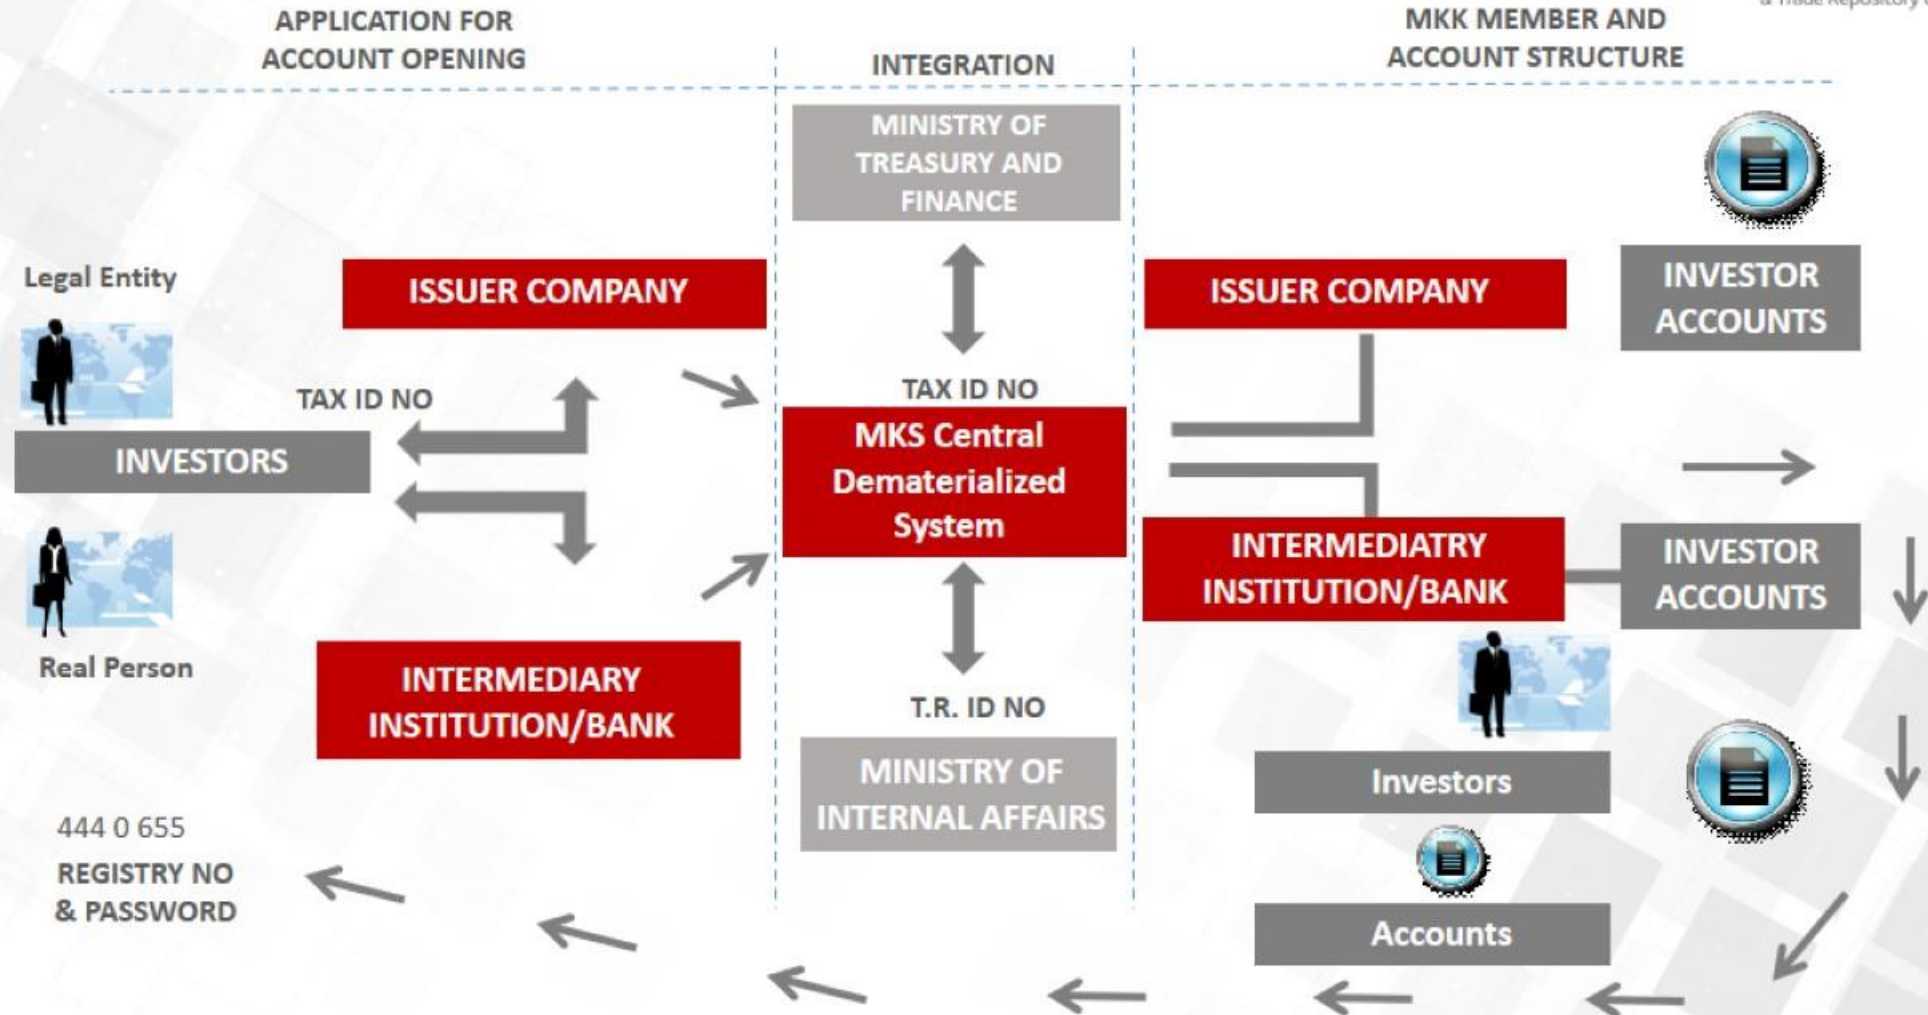 & Trade Repository
APPLICATION FOR
ACCOUNT OPENING
INTEGRATION
MKK MEMBER AND
ACCOUNT STRUCTURE
MINISTRY OF
TREASURY AND
FINANCE
Legal Entity
ISSUER COMPANY
ISSUER COMPANY
INVESTOR
ACCOUNTS
TAX ID NO
TAX ID NO
INVESTORS
MKS Central
Dematerialized
System
INTERMEDIATRY
INSTITUTION/BANK
INVESTOR
ACCOUNTS
Real Person
INTERMEDIARY
INSTITUTION/BANK
T.R. ID NO
MINISTRY OF
INTERNAL AFFAIRS
Investors
444 0 655
REGISTRY NO
& PASSWORD
Accounts